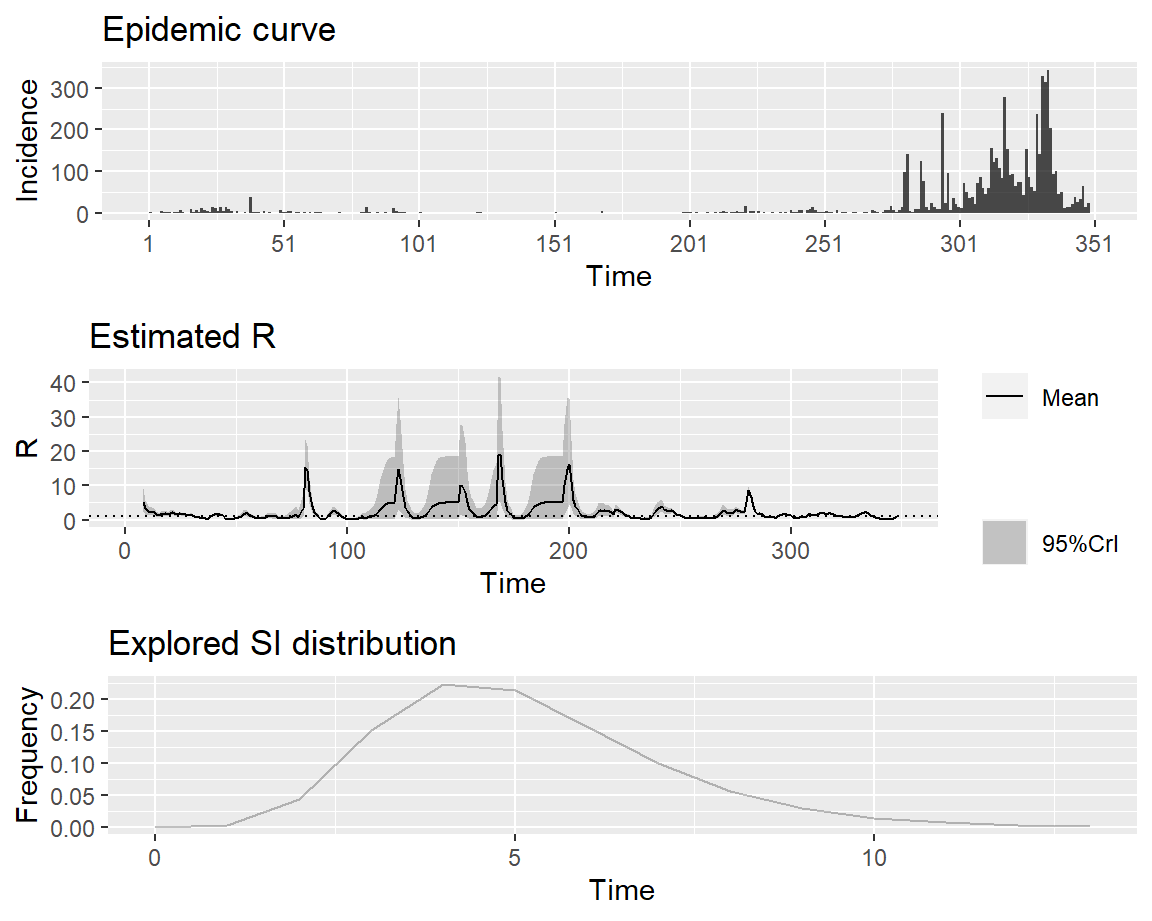 Epidemic curve
Incidence
300
200
100
0
1 51 101 151 201 251 301 351
Time
Estimated R
R
40
30
20
10
0
0 100 200 300
Time
Mean
95%CrI
Explored SI distribution
Frequency
0.20
0.15
0.10
0.05
0.00
0 5 10
Time